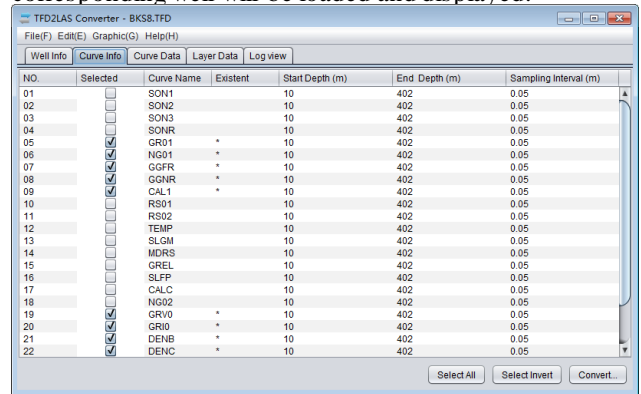 corresponding well will be loaded and displayed.
TFD2LAS Converter - BKS8.TFD
File(F) Edit(E) Graphic(G) Help(H)
Well Info Curve Info Curve Data Layer Data Log view
NO. Selected Curve Name Existent Start Depth (m) End Depth (m) Sampling Interval (m)
01 SON1 10 402 0.05
02 SON2 10 402 0.05
03 SON3 10 402 0.05
04 SONR 10 402 0.05
05 GR01 * 10 402 0.05
06 NG01 * 10 402 0.05
07 GGFR * 10 402 0.05
08 GGNR * 10 402 0.05
09 CAL1 * 10 402 0.05
10 RS01 10 402 0.05
11 RS02 10 402 0.05
12 TEMP 10 402 0.05
13 SLGM 10 402 0.05
14 MDRS 10 402 0.05
15 GREL 10 402 0.05
16 SLFP 10 402 0.05
17 CALC 10 402 0.05
18 NG02 10 402 0.05
19 GRV0 * 10 402 0.05
20 GRI0 * 10 402 0.05
21 DENB * 10 402 0.05
22 DENC * 10 402 0.05
Select All Select Invert Convert...